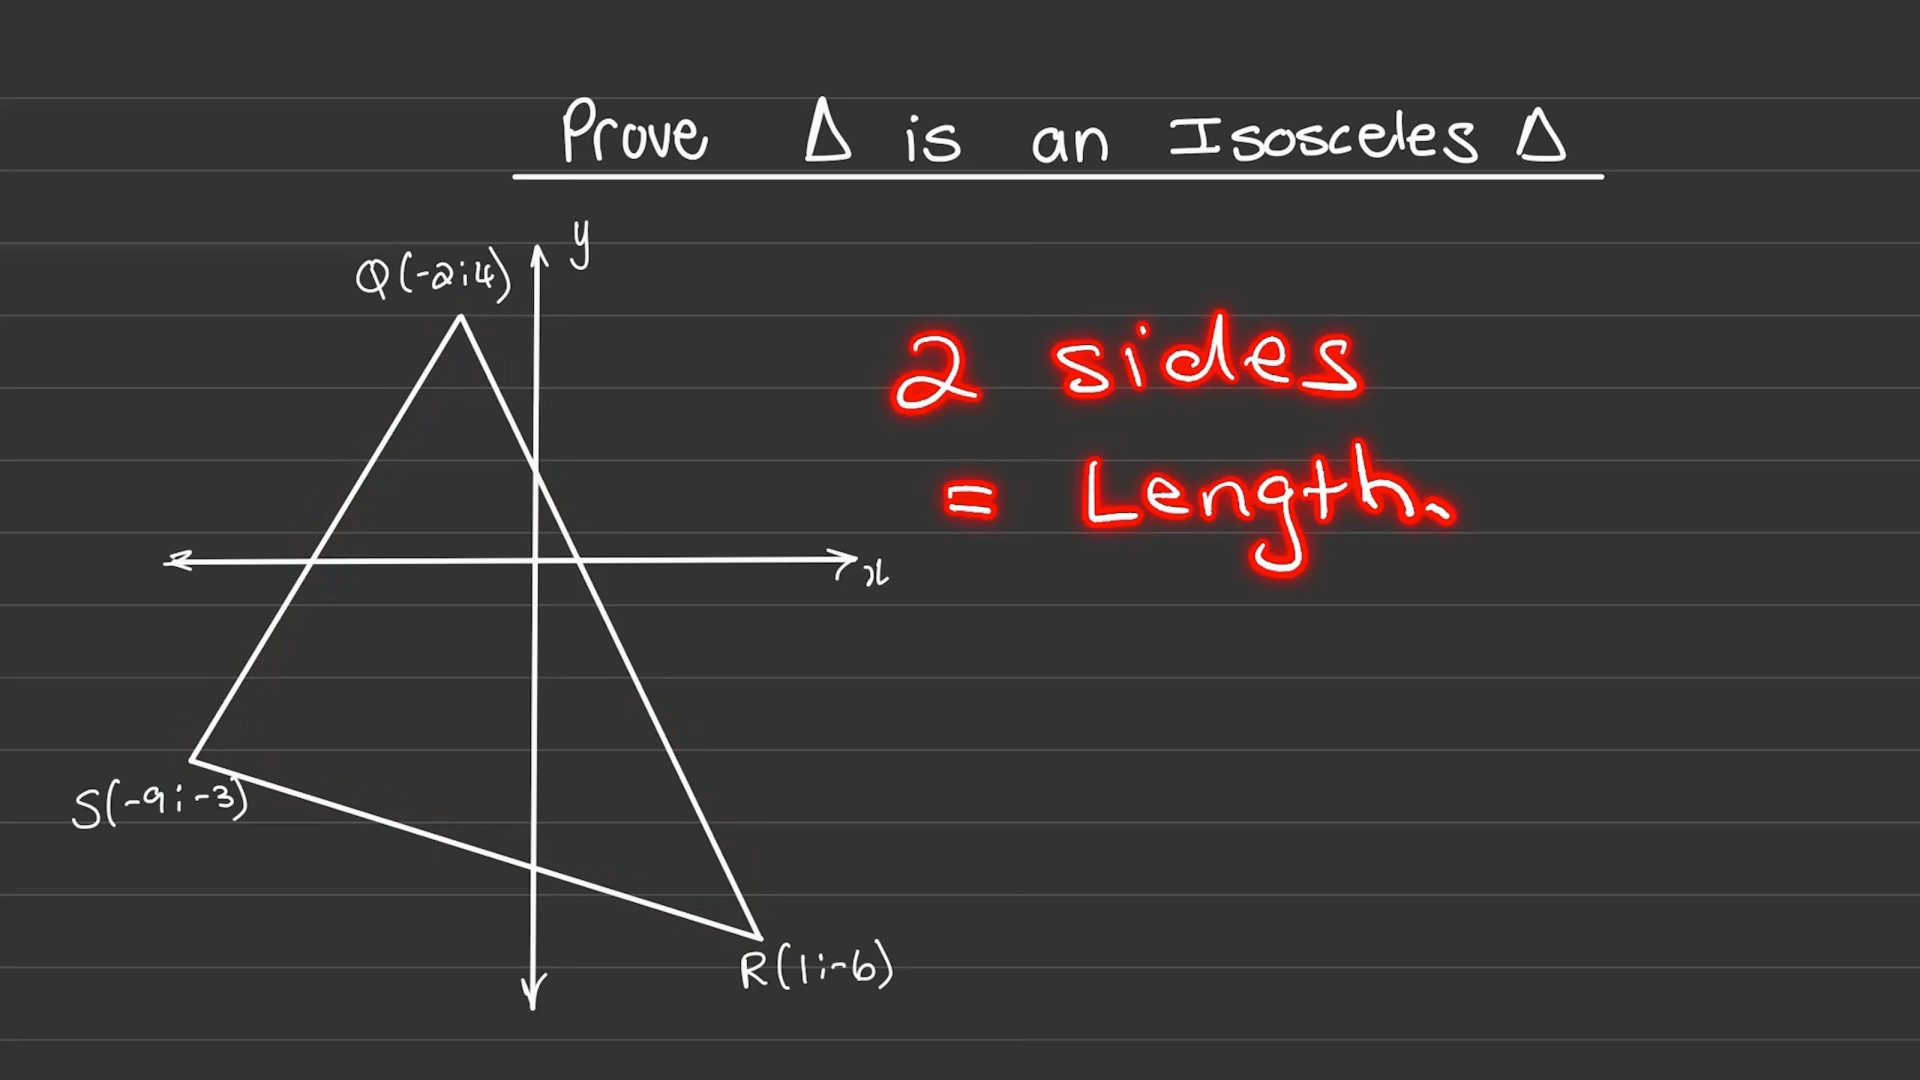 Prove Δ is an Isosceles Δ
y
Q(-2;4)
2 sides
= Length.
x
S(-9;-3)
R(1;-6)